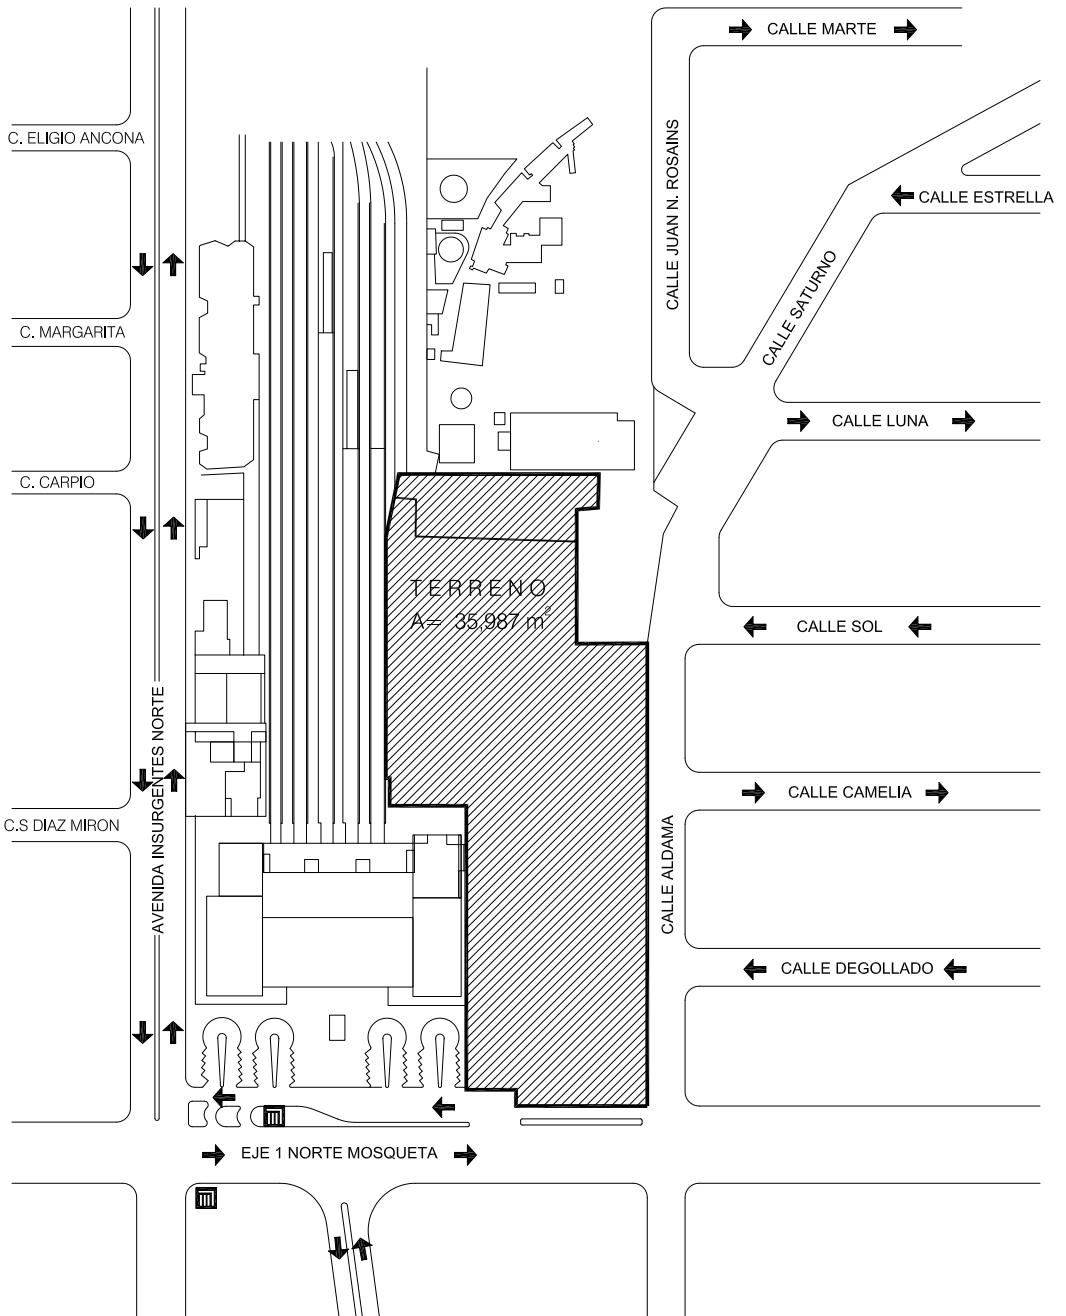 CALLE MARTE
C. ELIGIO ANCONA
CALLE JUAN N. ROSAINS
CALLE ESTRELLA
CALLE SATURNO
C. MARGARITA
CALLE LUNA
C. CARPIO
TERRENO
A= 35,987 m²
CALLE SOL
AVENIDA INSURGENTES NORTE
CALLE CAMELIA
C.S DIAZ MIRON
CALLE ALDAMA
CALLE DEGOLLADO
EJE 1 NORTE MOSQUETA